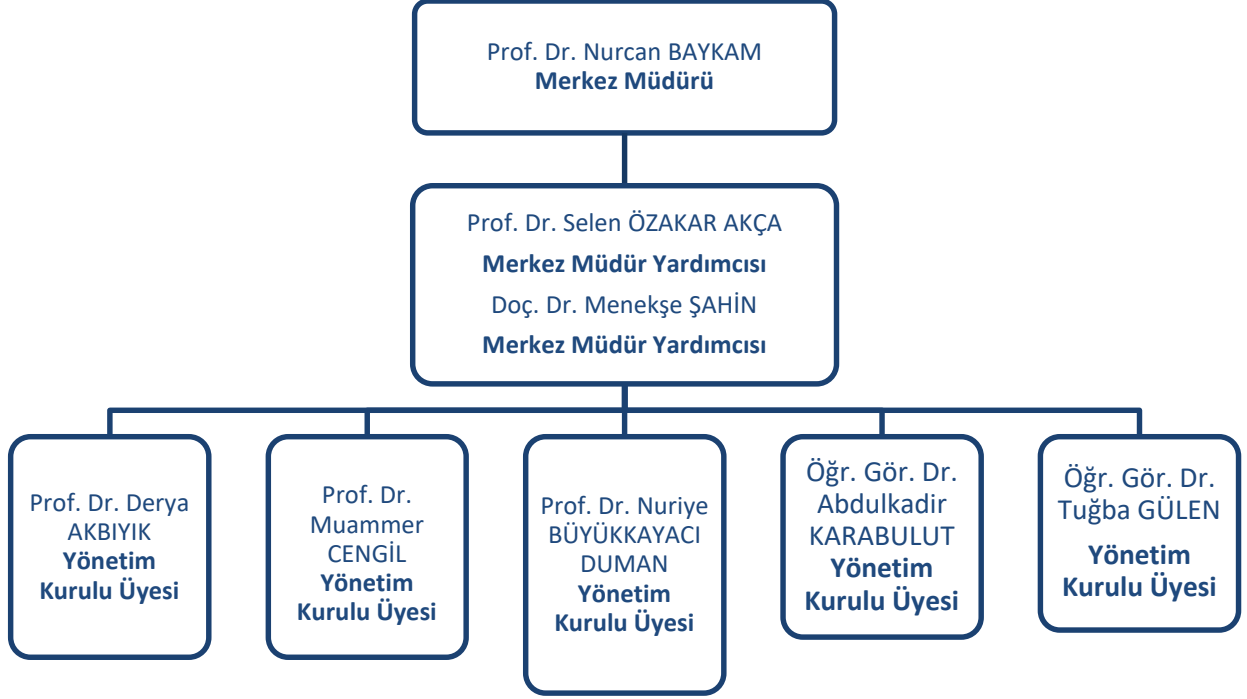 Prof. Dr. Nurcan BAYKAM
Merkez Müdürü
Prof. Dr. Selen ÖZAKAR AKÇA
Merkez Müdür Yardımcısı
Doç. Dr. Menekşe ŞAHİN
Merkez Müdür Yardımcısı
Prof. Dr. Derya
AKBIYIK
Yönetim
Kurulu Üyesi
Prof. Dr.
Muammer
CENGİL
Yönetim
Kurulu Üyesi
Prof. Dr. Nuriye
BÜYÜKKAYACI
DUMAN
Yönetim
Kurulu Üyesi
Öğr. Gör. Dr.
Abdulkadir
KARABULUT
Yönetim
Kurulu Üyesi
Öğr. Gör. Dr.
Tuğba GÜLEN
Yönetim
Kurulu Üyesi